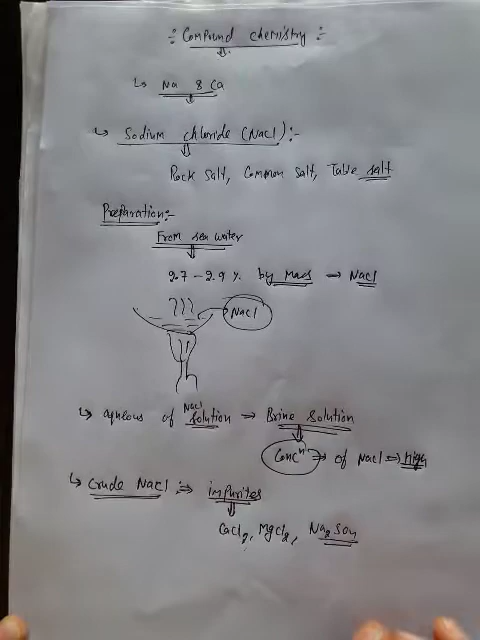 ÷ Compound chemistry ÷
↳ Na & Ca
↳ Sodium chloride (NaCl):-
Rock salt, Common salt, Table salt
Preparation:-
From sea water
2.7 - 2.9 % by Mass ⇒ NaCl
NaCl
↳ aqueous of NaCl solution → Brine Solution
Concⁿ → of NaCl ⇒ high
↳ Crude NaCl ⇒ impurites
CaCl₂, MgCl₂, Na₂SO₄